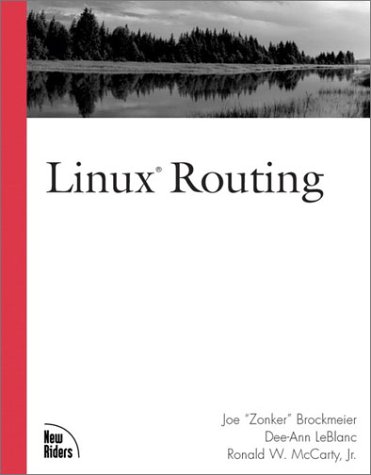 Linux® Routing
Joe "Zonker" Brockmeier
Dee-Ann LeBlanc
Ronald W. McCarty, Jr.
New
Riders